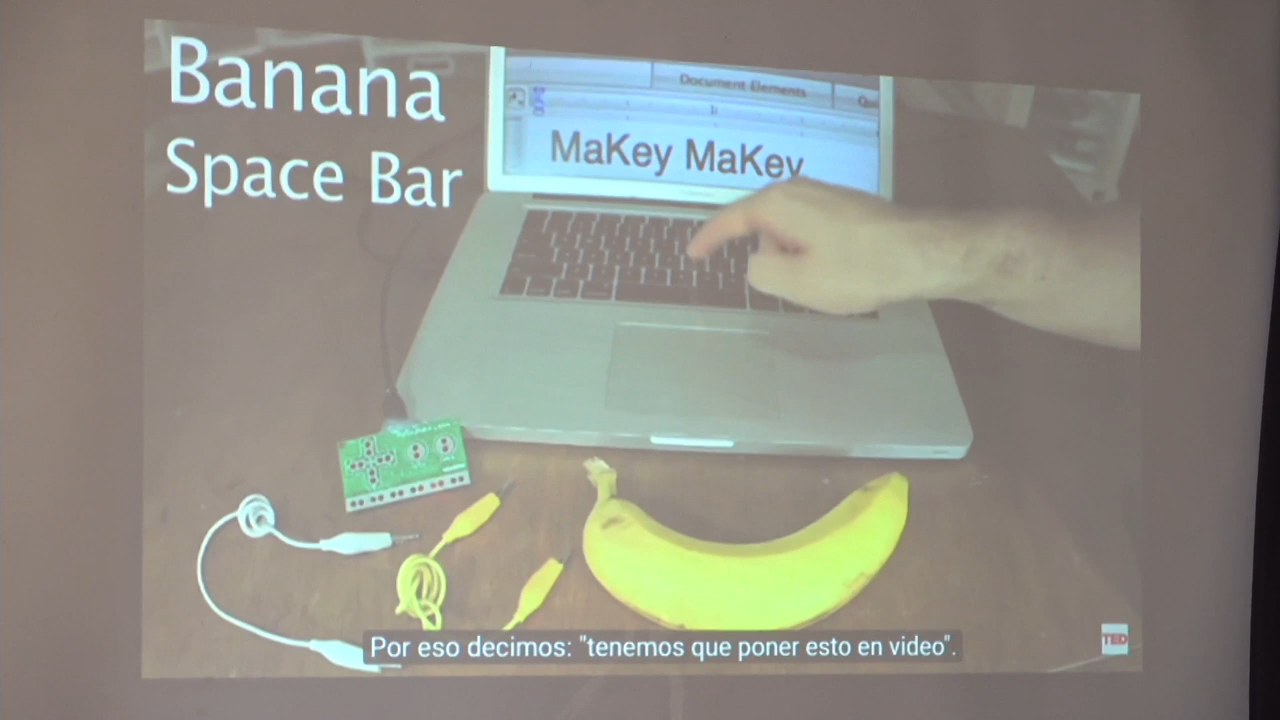 Banana
Space Bar
Document Elements
MaKey MaKey
Por eso decimos: "tenemos que poner esto en video".
TED